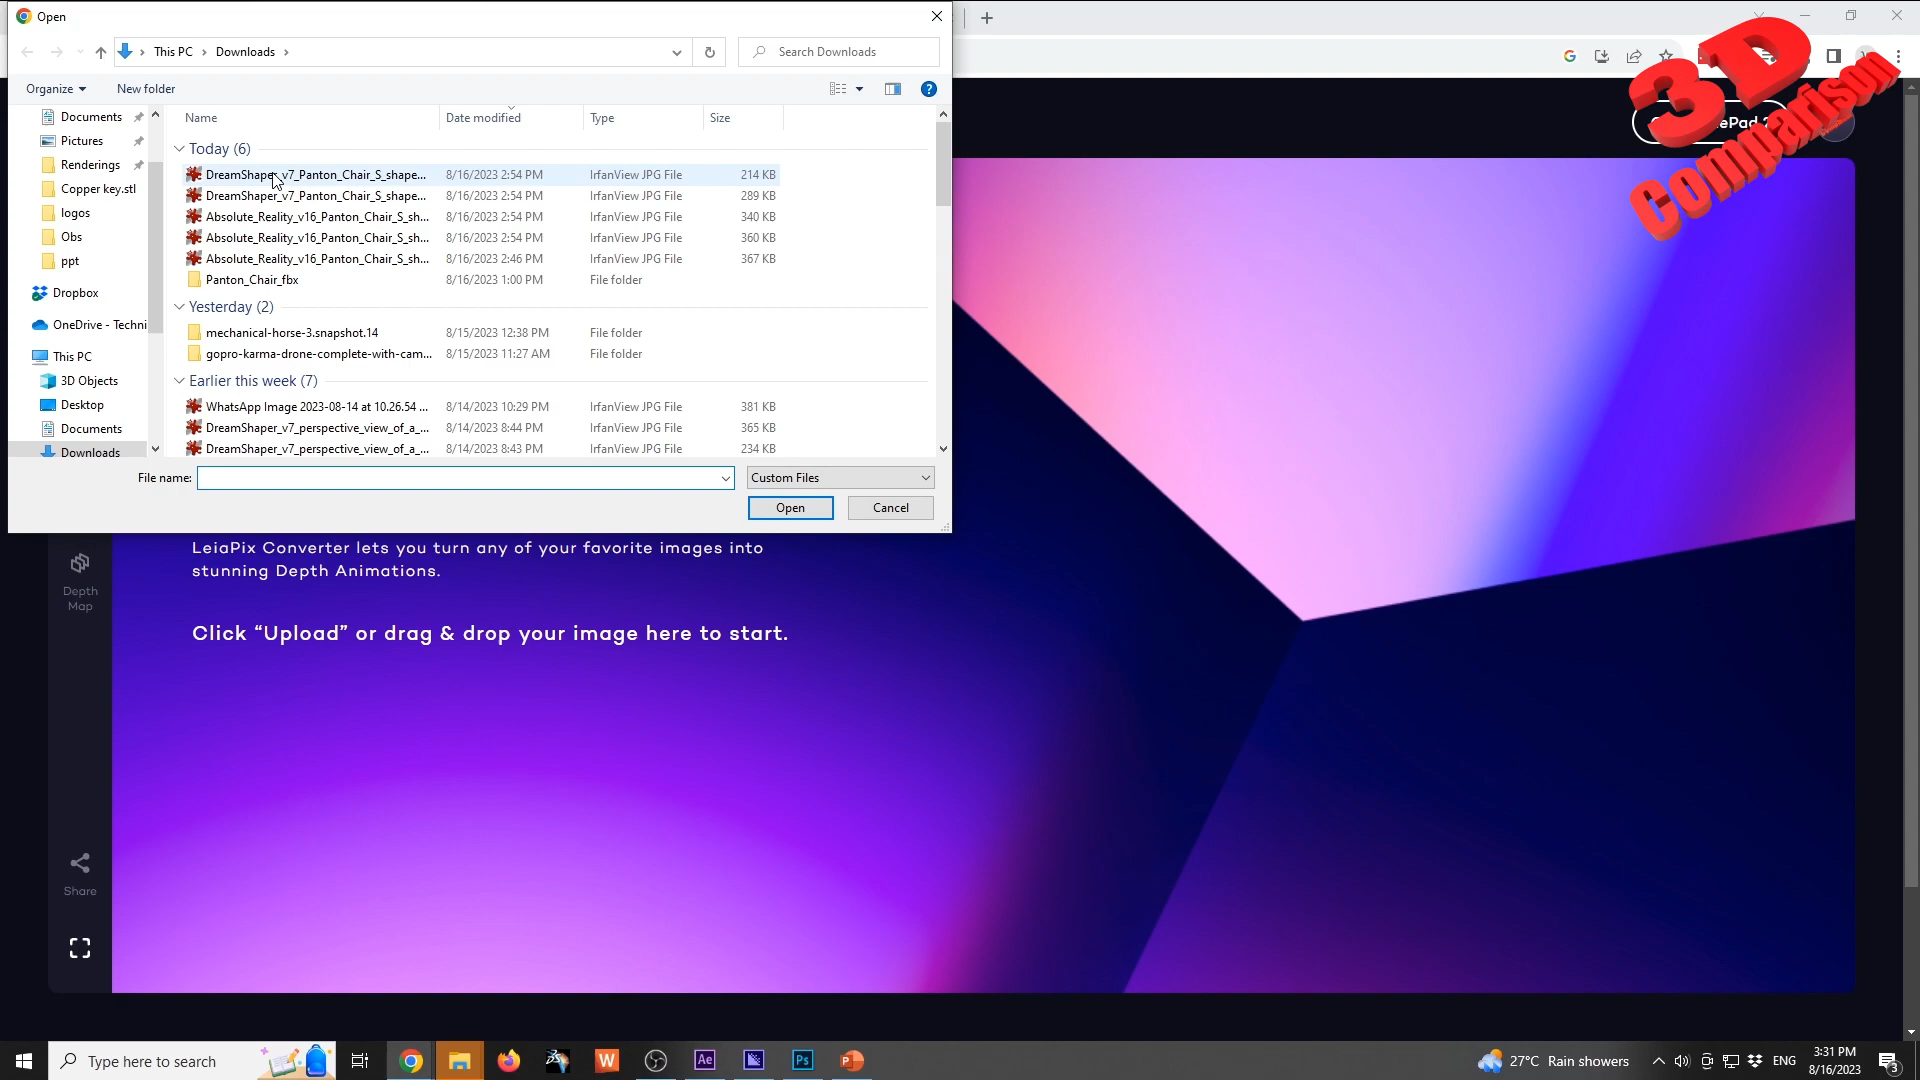 Open
This PC
Downloads
Search Downloads
Organize
New folder
Name
Date modified
Type
Size
Documents
Pictures
Renderings
Copper key.stl
logos
Obs
ppt
Dropbox
OneDrive - Techni
This PC
3D Objects
Desktop
Documents
Downloads
Today (6)
DreamShaper_v7_Panton_Chair_S_shape... 8/16/2023 2:54 PM IrfanView JPG File 214 KB
DreamShaper_v7_Panton_Chair_S_shape... 8/16/2023 2:54 PM IrfanView JPG File 289 KB
Absolute_Reality_v16_Panton_Chair_S_sh... 8/16/2023 2:54 PM IrfanView JPG File 340 KB
Absolute_Reality_v16_Panton_Chair_S_sh... 8/16/2023 2:54 PM IrfanView JPG File 360 KB
Absolute_Reality_v16_Panton_Chair_S_sh... 8/16/2023 2:46 PM IrfanView JPG File 367 KB
Panton_Chair_fbx 8/16/2023 1:00 PM File folder
Yesterday (2)
mechanical-horse-3.snapshot.14 8/15/2023 12:38 PM File folder
gopro-karma-drone-complete-with-cam... 8/15/2023 11:27 AM File folder
Earlier this week (7)
WhatsApp Image 2023-08-14 at 10.26.54 ... 8/14/2023 10:29 PM IrfanView JPG File 381 KB
DreamShaper_v7_perspective_view_of_a_... 8/14/2023 8:44 PM IrfanView JPG File 365 KB
DreamShaper_v7_perspective_view_of_a_... 8/14/2023 8:43 PM IrfanView JPG File 234 KB
File name:
Custom Files
Open
Cancel
3D
Comparison
LeiaPix Converter lets you turn any of your favorite images into
stunning Depth Animations.
Click “Upload” or drag & drop your image here to start.
Depth
Map
Share
Type here to search
W
Ae
Ps
P
27°C Rain showers
ENG
3:31 PM
8/16/2023
3